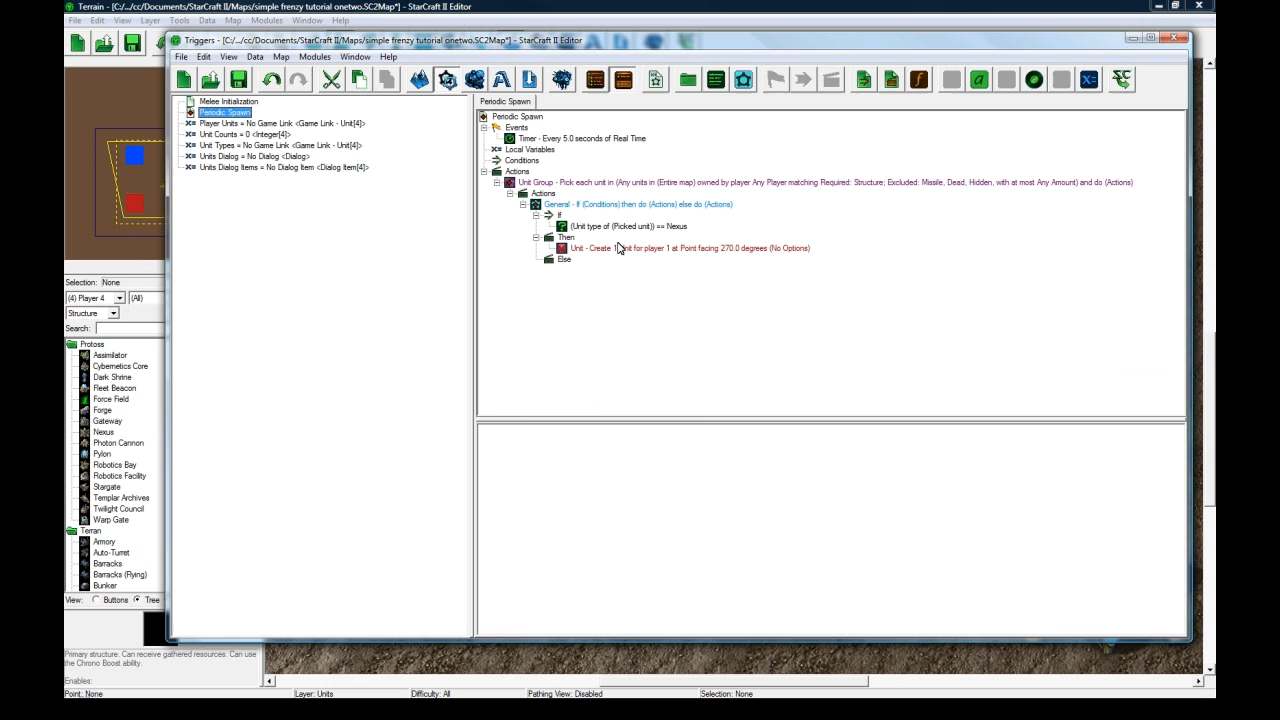 Terrain - [C:/.../cc/Documents/StarCraft II/Maps/simple frenzy tutorial onetwo.SC2Map*] - StarCraft II Editor
File Edit View Layer Tools Data Map Modules Window Help
Triggers - [C:/.../cc/Documents/StarCraft II/Maps/simple frenzy tutorial onetwo.SC2Map*] - StarCraft II Editor
File Edit View Data Map Modules Window Help
Melee Initialization
Periodic Spawn
Player Units = No Game Link <Game Link - Unit[4]>
Unit Counts = 0 <Integer[4]>
Unit Types = No Game Link <Game Link - Unit[4]>
Units Dialog = No Dialog <Dialog>
Units Dialog Items = No Dialog Item <Dialog Item[4]>
Periodic Spawn
Periodic Spawn
Events
Timer - Every 5.0 seconds of Real Time
Local Variables
Conditions
Actions
Unit Group - Pick each unit in (Any units in (Entire map) owned by player Any Player matching Required: Structure; Excluded: Missile, Dead, Hidden, with at most Any Amount) and do (Actions)
Actions
General - If (Conditions) then do (Actions) else do (Actions)
If
(Unit type of (Picked unit)) == Nexus
Then
Unit - Create 1 for player 1 at Point facing 270.0 degrees (No Options)
Else
Selection: None
(4) Player 4 (All)
Structure
Search:
Protoss
Assimilator
Cybernetics Core
Dark Shrine
Fleet Beacon
Force Field
Forge
Gateway
Nexus
Photon Cannon
Pylon
Robotics Bay
Robotics Facility
Stargate
Templar Archives
Twilight Council
Warp Gate
Terran
Armory
Auto-Turret
Barracks
Barracks (Flying)
Bunker
View: Buttons Tree
Primary structure. Can receive gathered resources. Can use
the Chrono Boost ability.
Enables:
Point: None Layer: Units Difficulty: All Pathing View: Disabled Selection: None